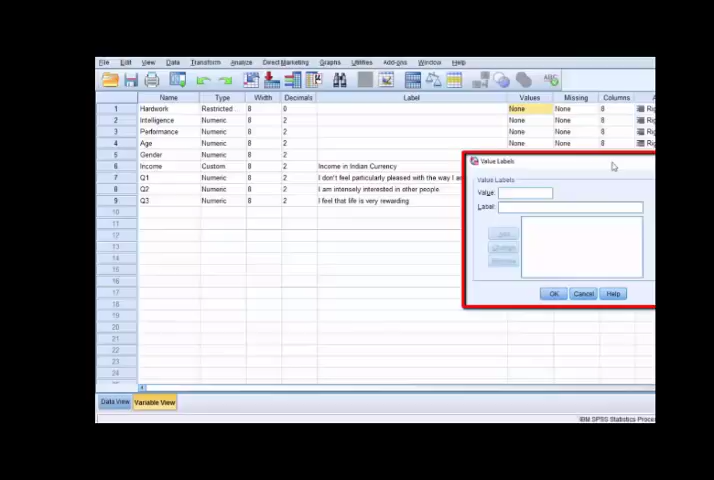 File Edit View Data Transform Analyze Direct Marketing Graphs Utilities Add-ons Window Help
Name Type Width Decimals Label Values Missing Columns A
1 Hardwork Restricted... 8 0 None None 8 Rig
2 Intelligence Numeric 8 2 None None 8 Rig
3 Performance Numeric 8 2 None None 8 Rig
4 Age Numeric 8 2 None None 8 Rig
5 Gender Numeric 8 2
6 Income Custom 8 2 Income in Indian Currency
7 Q1 Numeric 8 2 I don't feel particularly pleased with the way I am
8 Q2 Numeric 8 2 I am intensely interested in other people
9 Q3 Numeric 8 2 I feel that life is very rewarding
10
11
12
13
14
15
16
17
18
19
20
21
22
23
24
Value Labels
Value Labels
Value:
Label:
Add
Change
Remove
OK Cancel Help
Data View Variable View
IBM SPSS Statistics Proce